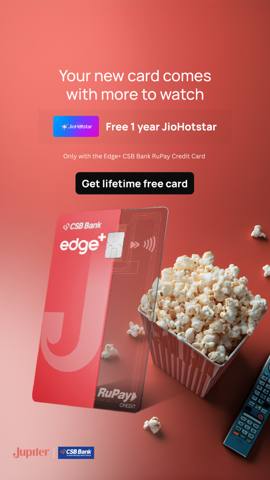 Your new card comes
with more to watch
JioHotstar
Free 1 year JioHotstar
Only with the Edge+ CSB Bank RuPay Credit Card
Get lifetime free card
CSB Bank
edge+
J
RuPay
CREDIT
Jupiter
CSB Bank